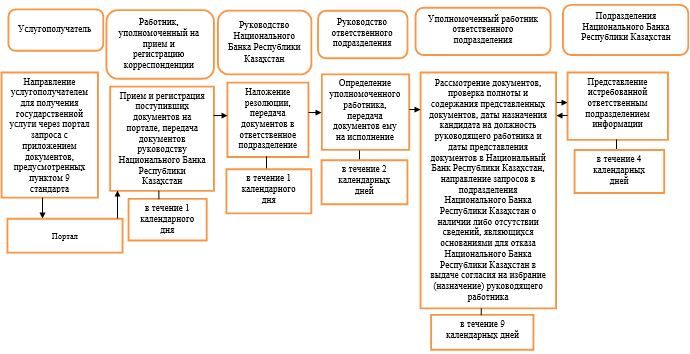 Услугополучатель
Работник,
уполномоченный на
прием и
регистрацию
корреспонденции
Руководство
Национального
Банка Республики
Казахстан
Руководство
ответственного
подразделения
Уполномоченный работник
ответственного
подразделения
Подразделения
Национального Банка
Республики Казахстан
Направление
услугополучателем
для получения
государственной
услуги через портал
запроса с
приложением
документов,
предусмотренных
пунктом 9
стандарта
Портал
Прием и регистрация
поступивших
документов на
портале, передача
документов
руководству
Национального Банка
Республики
Казахстан
в течение 1
календарного
дня
Наложение
резолюции,
передача
документов в
ответственное
подразделение
в течение 1
календарного
дня
Определение
уполномоченного
работника,
передача
документов ему
на исполнение
в течение 2
календарных
дней
Рассмотрение документов,
проверка полноты и
содержания представленных
документов, даты назначения
кандидата на должность
руководящего работника и
даты представления
документов в Национальный
Банк Республики Казахстан,
направление запросов в
подразделения
Национального Банка
Республики Казахстан о
наличии либо отсутствии
сведений, являющихся
основаниями для отказа
Национального Банка
Республики Казахстан в
выдаче согласия на избрание
(назначение) руководящего
работника
в течение 9
календарных дней
Представление
истребованной
ответственным
подразделением
информации
в течение 4
календарных
дней